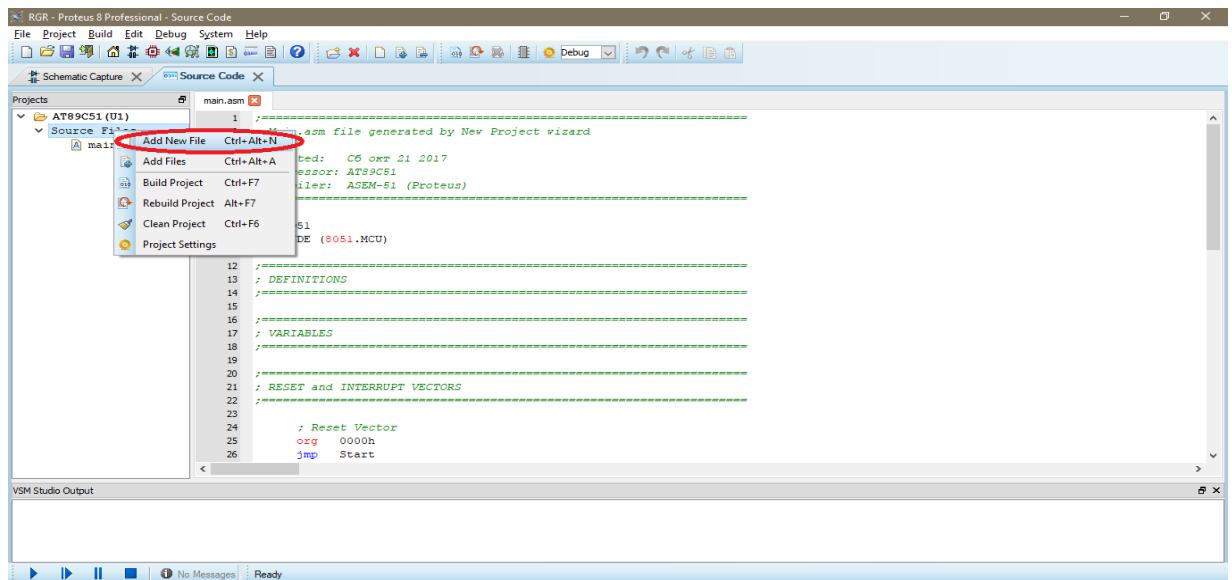 RGR - Proteus 8 Professional - Source Code
File Project Build Edit Debug System Help
Debug
Schematic Capture Source Code
Projects main.asm
AT89C51 (U1)
Source
main
Add New File Ctrl+Alt+N
Add Files Ctrl+Alt+A
Build Project Ctrl+F7
Rebuild Project Alt+F7
Clean Project Ctrl+F6
Project Settings
1 ;====================================================================
.asm file generated by New Project wizard
ted: Сб окт 21 2017
essor: AT89C51
iler: ASEM-51 (Proteus)
====================================================================
51
DE (8051.MCU)
12 ;====================================================================
13 ; DEFINITIONS
14 ;====================================================================
15
16 ;====================================================================
17 ; VARIABLES
18 ;====================================================================
19
20 ;====================================================================
21 ; RESET and INTERRUPT VECTORS
22 ;====================================================================
23
24 ; Reset Vector
25 org 0000h
26 jmp Start
VSM Studio Output
No Messages Ready